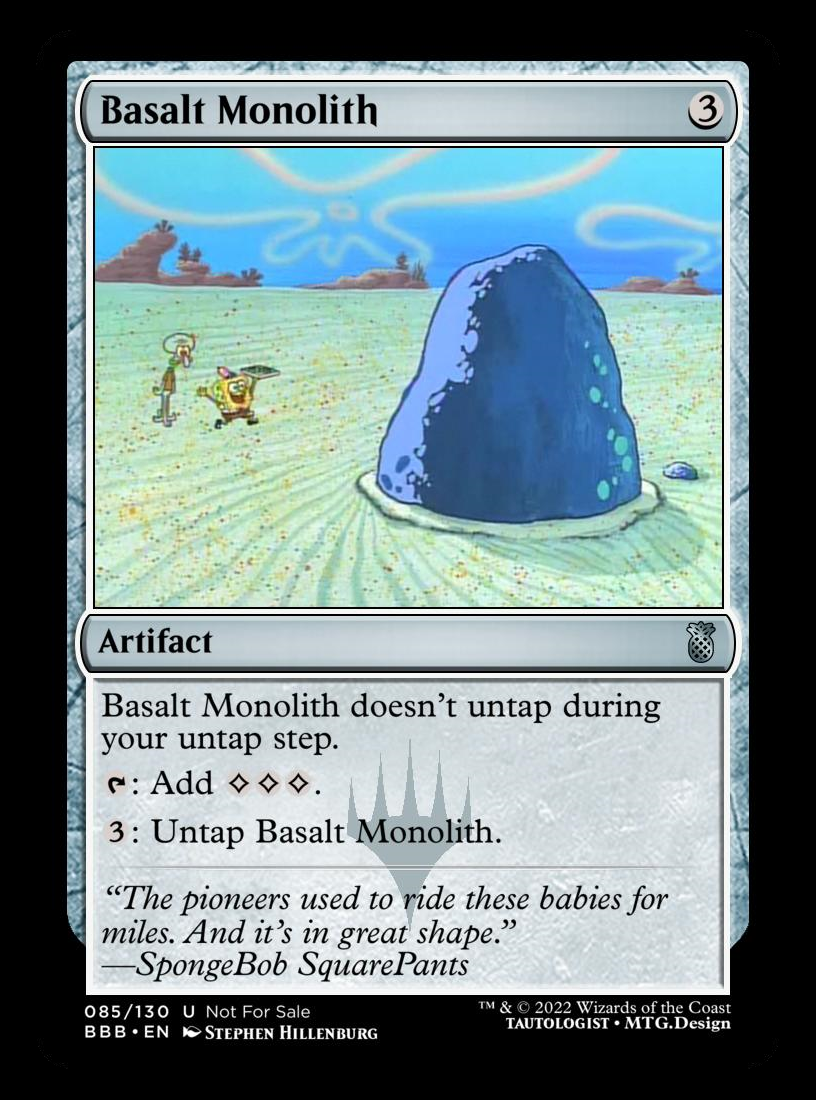 Basalt Monolith 3
Artifact
Basalt Monolith doesn't untap during
your untap step.
: Add .
3: Untap Basalt Monolith.
“The pioneers used to ride these babies for
miles. And it's in great shape.”
—SpongeBob SquarePants
085/130 U Not For Sale
BBB • EN STEPHEN HILLENBURG
™ & © 2022 Wizards of the Coast
TAUTOLOGIST • MTG.Design